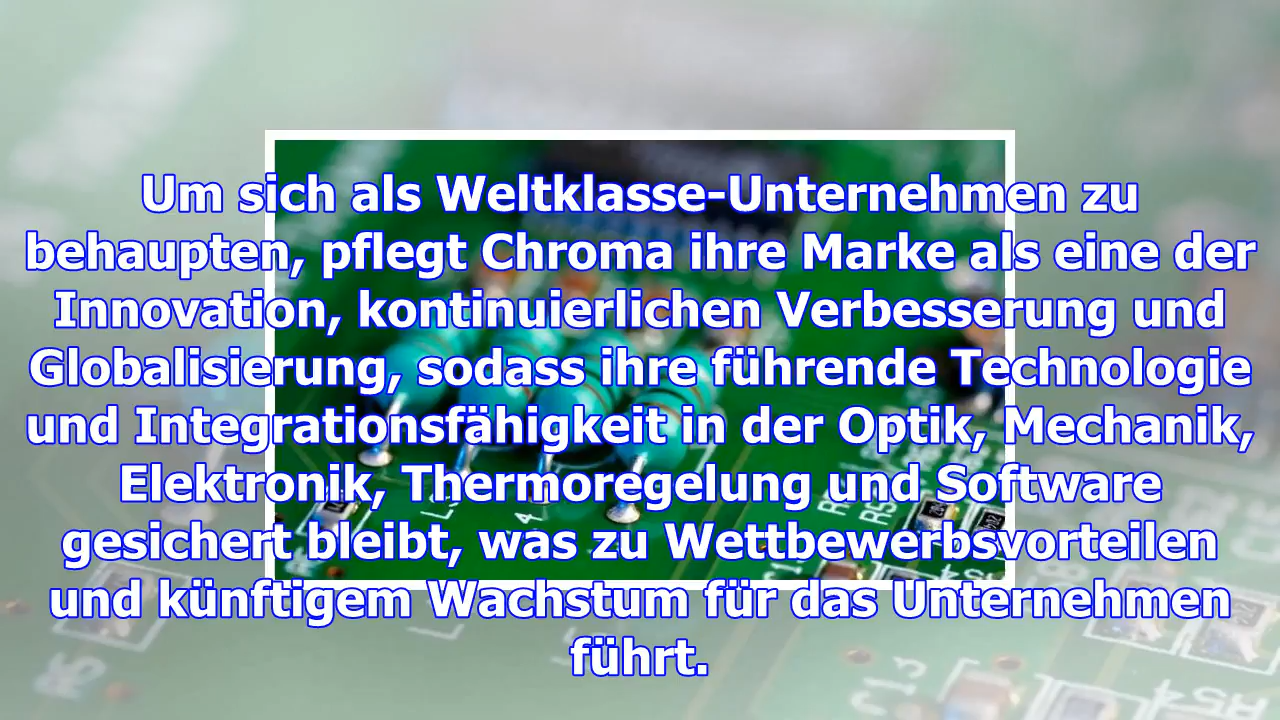 Um sich als Weltklasse-Unternehmen zu
behaupten, pflegt Chroma ihre Marke als eine der
Innovation, kontinuierlichen Verbesserung und
Globalisierung, sodass ihre führende Technologie
und Integrationsfähigkeit in der Optik, Mechanik,
Elektronik, Thermoregelung und Software
gesichert bleibt, was zu Wettbewerbsvorteilen
und künftigem Wachstum für das Unternehmen
führt.